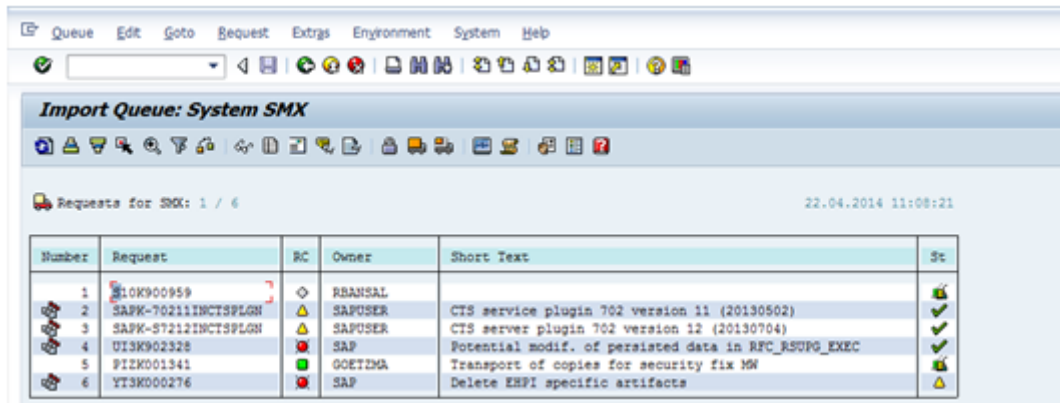 Queue Edit Goto Request Extras Environment System Help
Import Queue: System SMX
Requests for SMX: 1 / 6 22.04.2014 11:08:21
Number Request RC Owner Short Text St
1 S10K900959 RBANSAL
2 SAPK-70211INCTSPLGN SAPUSER CTS service plugin 702 version 11 (20130502)
3 SAPK-S7212INCTSPLGN SAPUSER CTS server plugin 702 version 12 (20130704)
4 UI3K902328 SAP Potential modif. of persisted data in RFC_RSUPG_EXEC
5 PIZK001341 GOETZMA Transport of copies for security fix MW
6 YT3K000276 SAP Delete EHPI specific artifacts